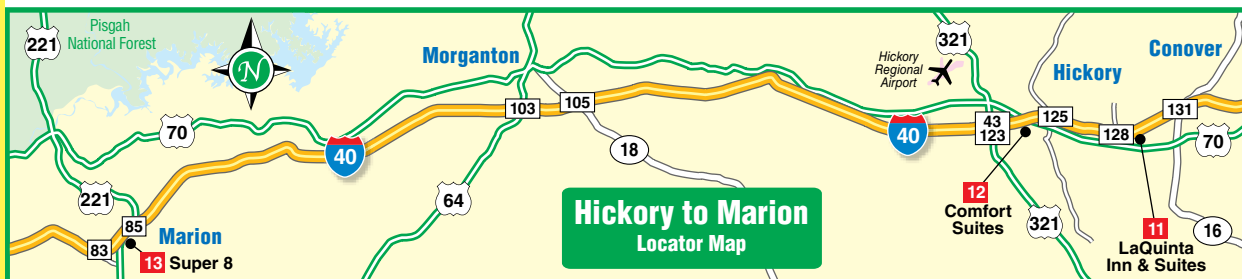 221
Pisgah
National Forest
N
70
40
221
85
83
Marion
13 Super 8
Morganton
103
105
64
18
Hickory to Marion
Locator Map
Hickory
Regional
Airport
321
40
43
123
12
Comfort
Suites
321
Hickory
125
128
Conover
131
70
11
LaQuinta
Inn & Suites
16